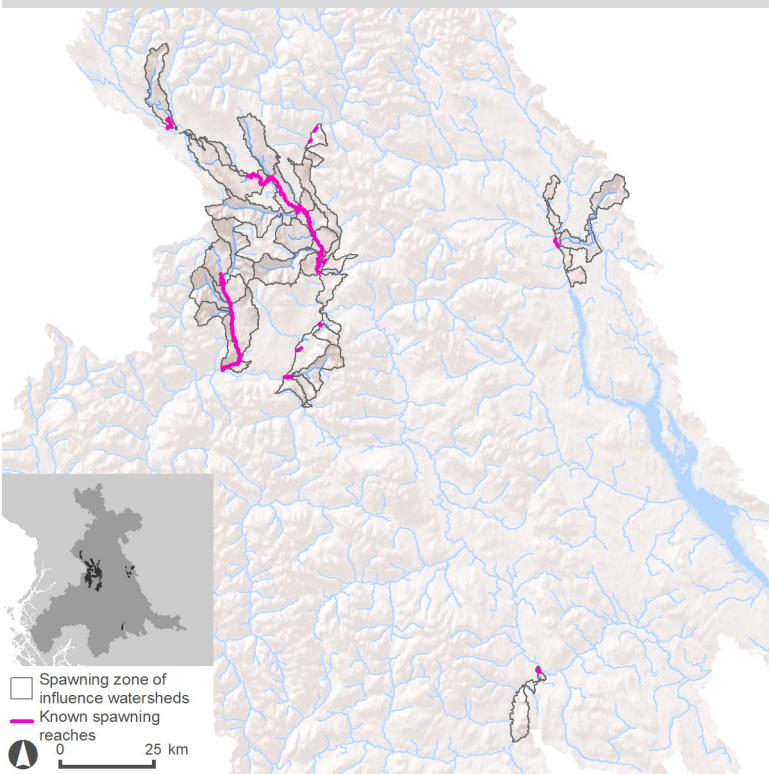 Spawning zone of
influence watersheds
Known spawning
reaches
0 25 km